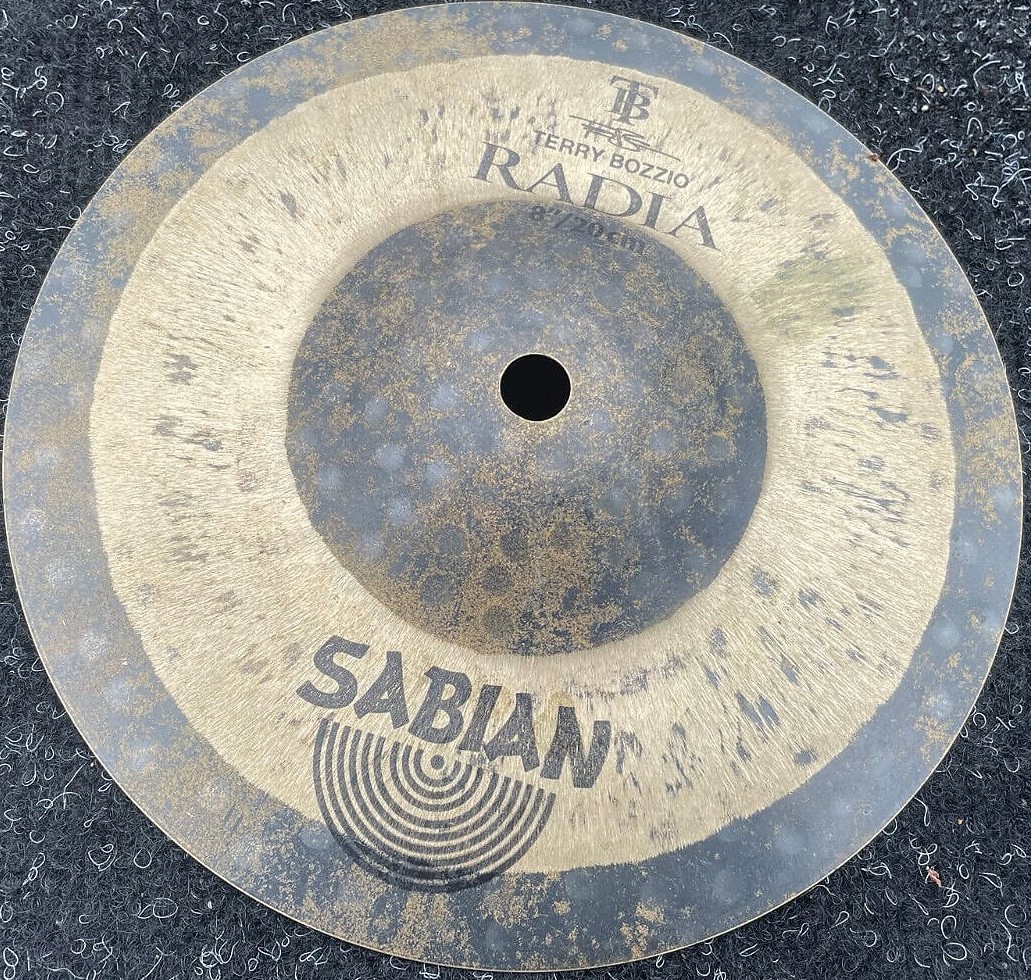 TB
TERRY BOZZIO
RADIA
8"/20cm
SABIAN